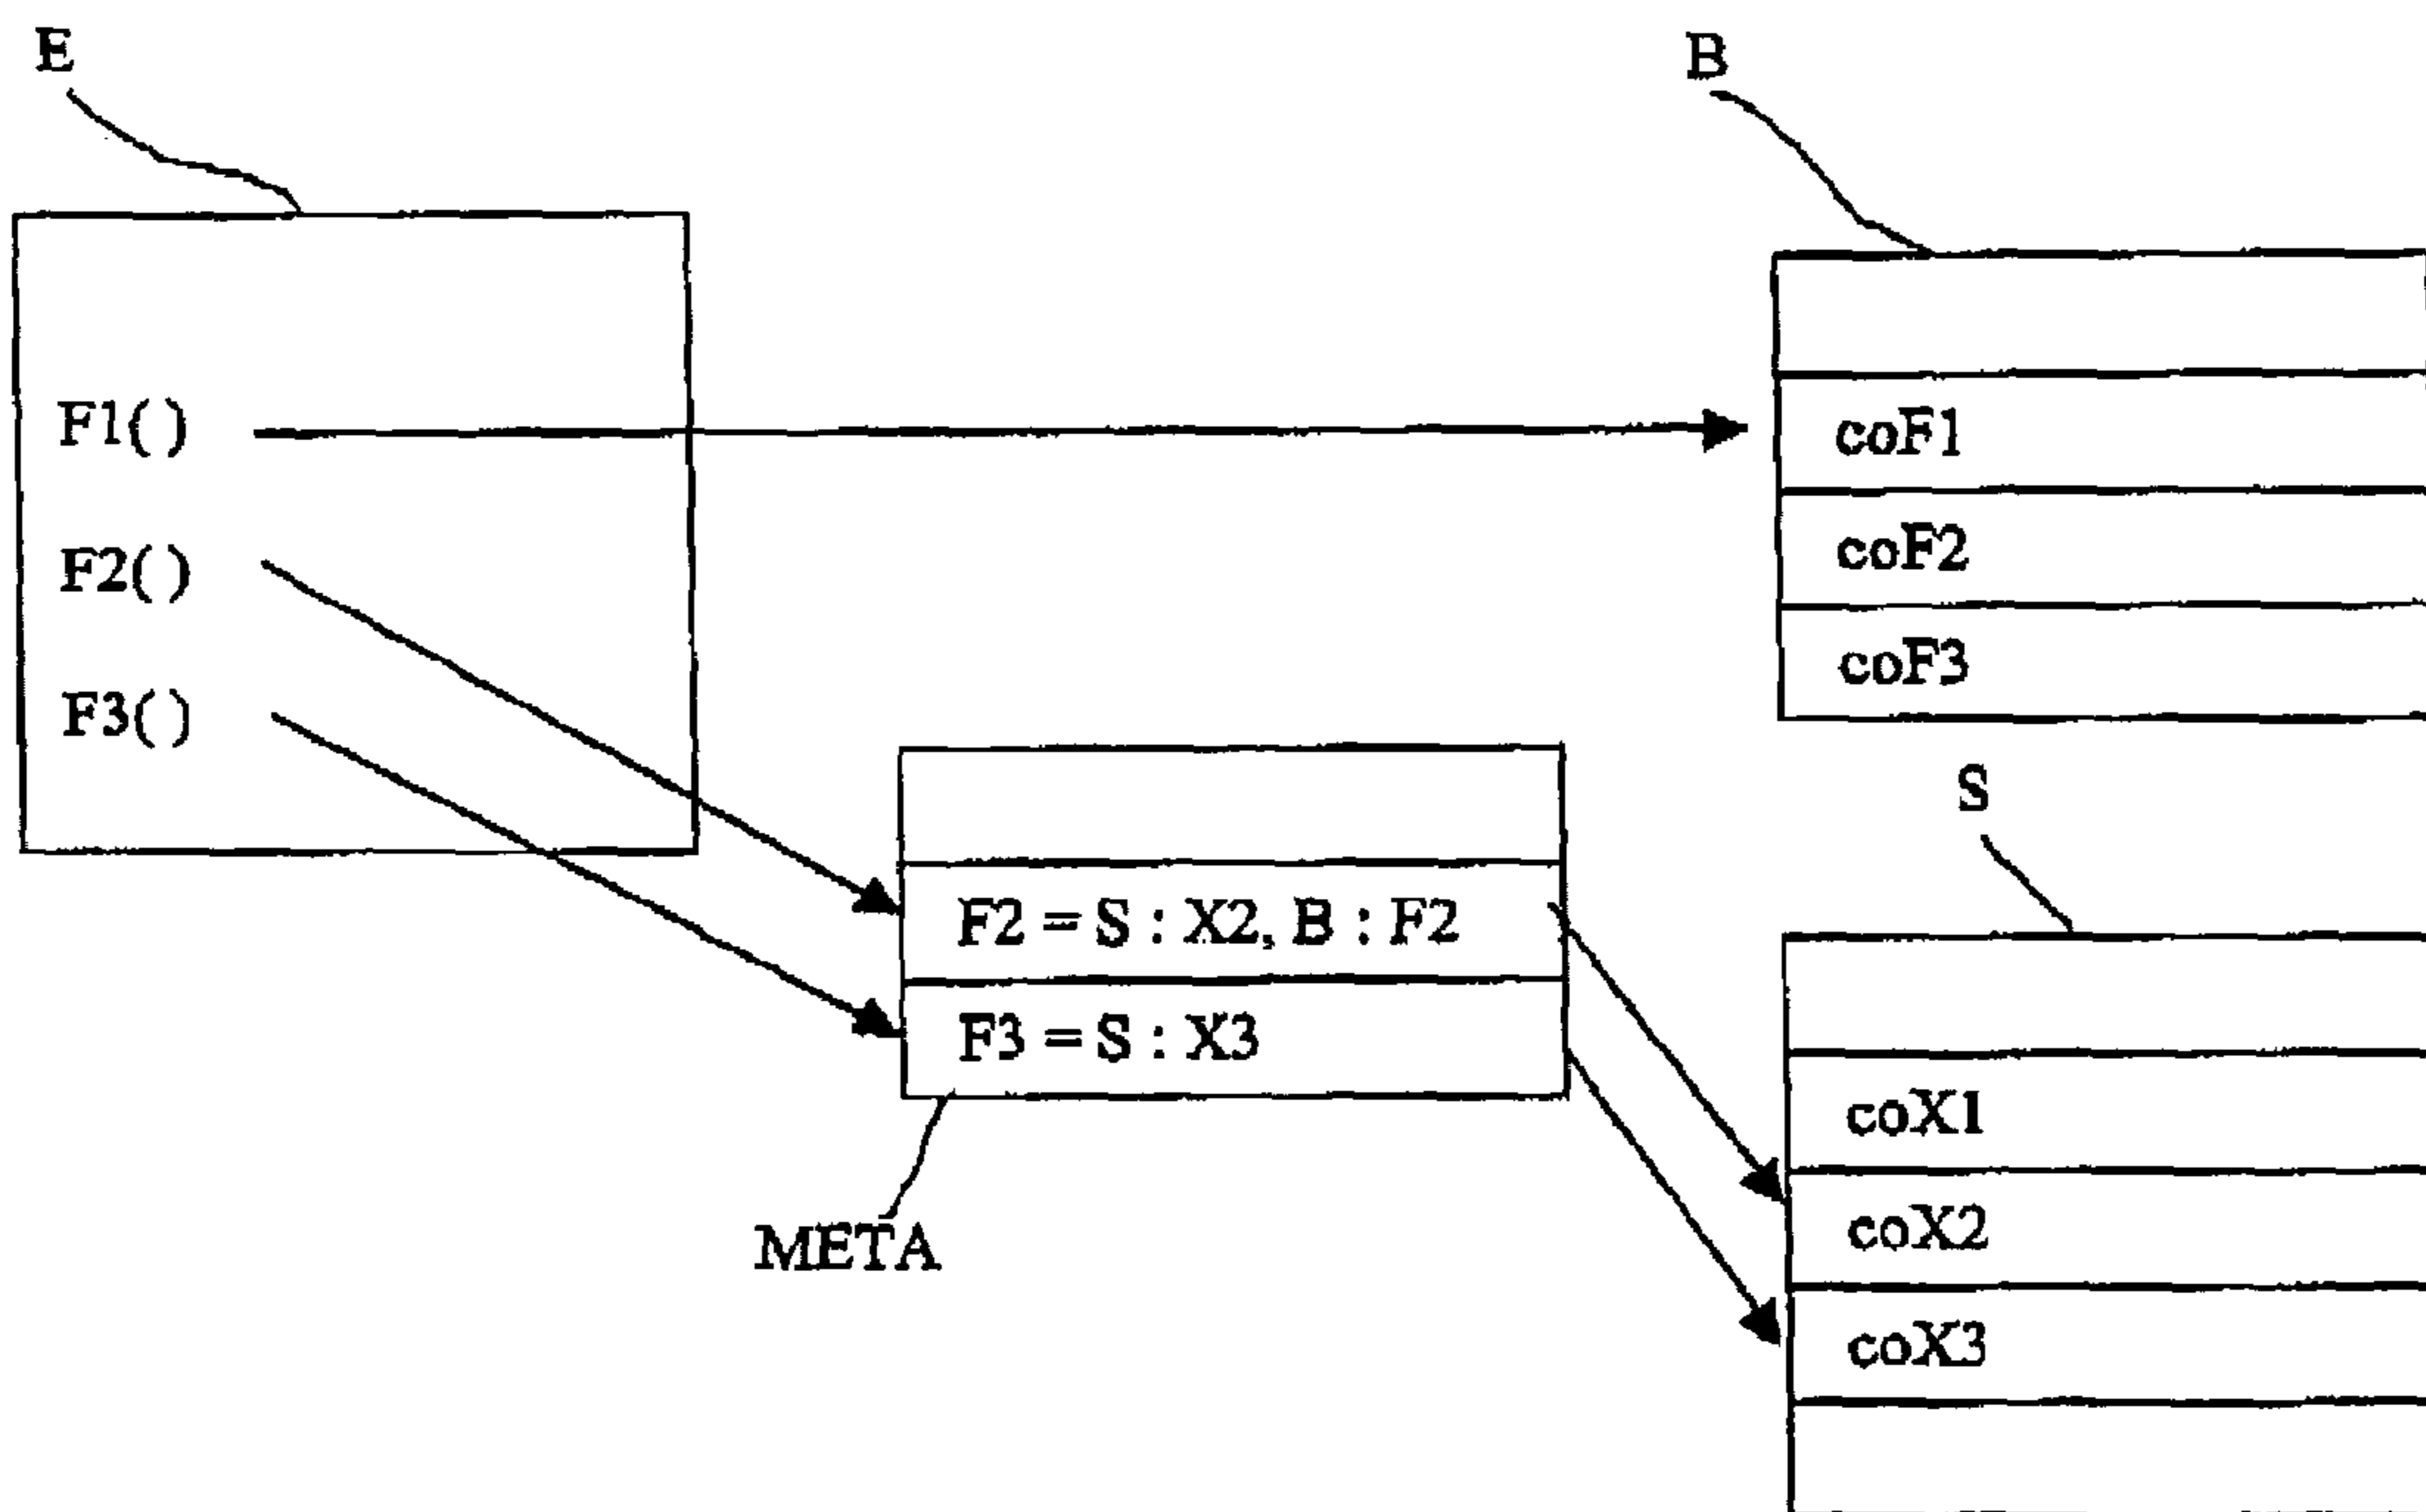 E
F1( )
F2( )
F3( )
B
coF1
coF2
coF3
F2 = S : X2, B : F2
F3 = S : X3
META
S
coX1
coX2
coX3